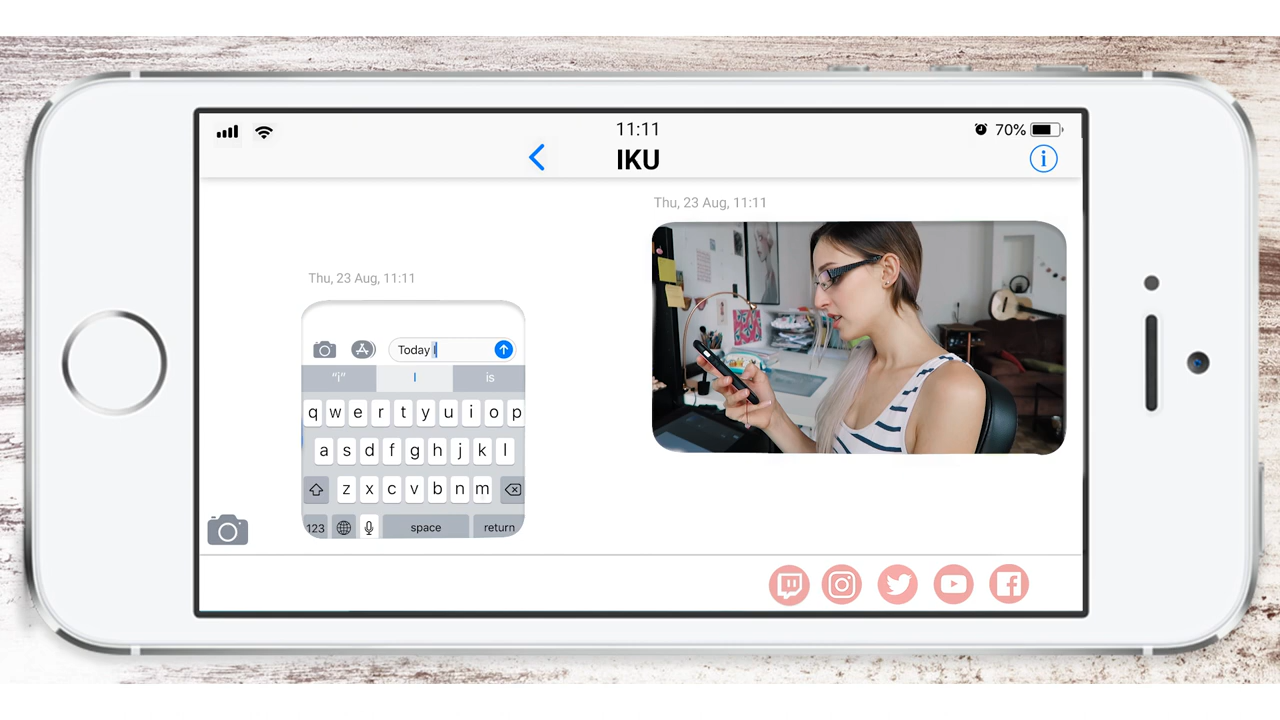 11:11
70%
IKU
Thu, 23 Aug, 11:11
Thu, 23 Aug, 11:11
Today
“i” I is
q w e r t y u i o p
a s d f g h j k l
z x c v b n m
123 space return